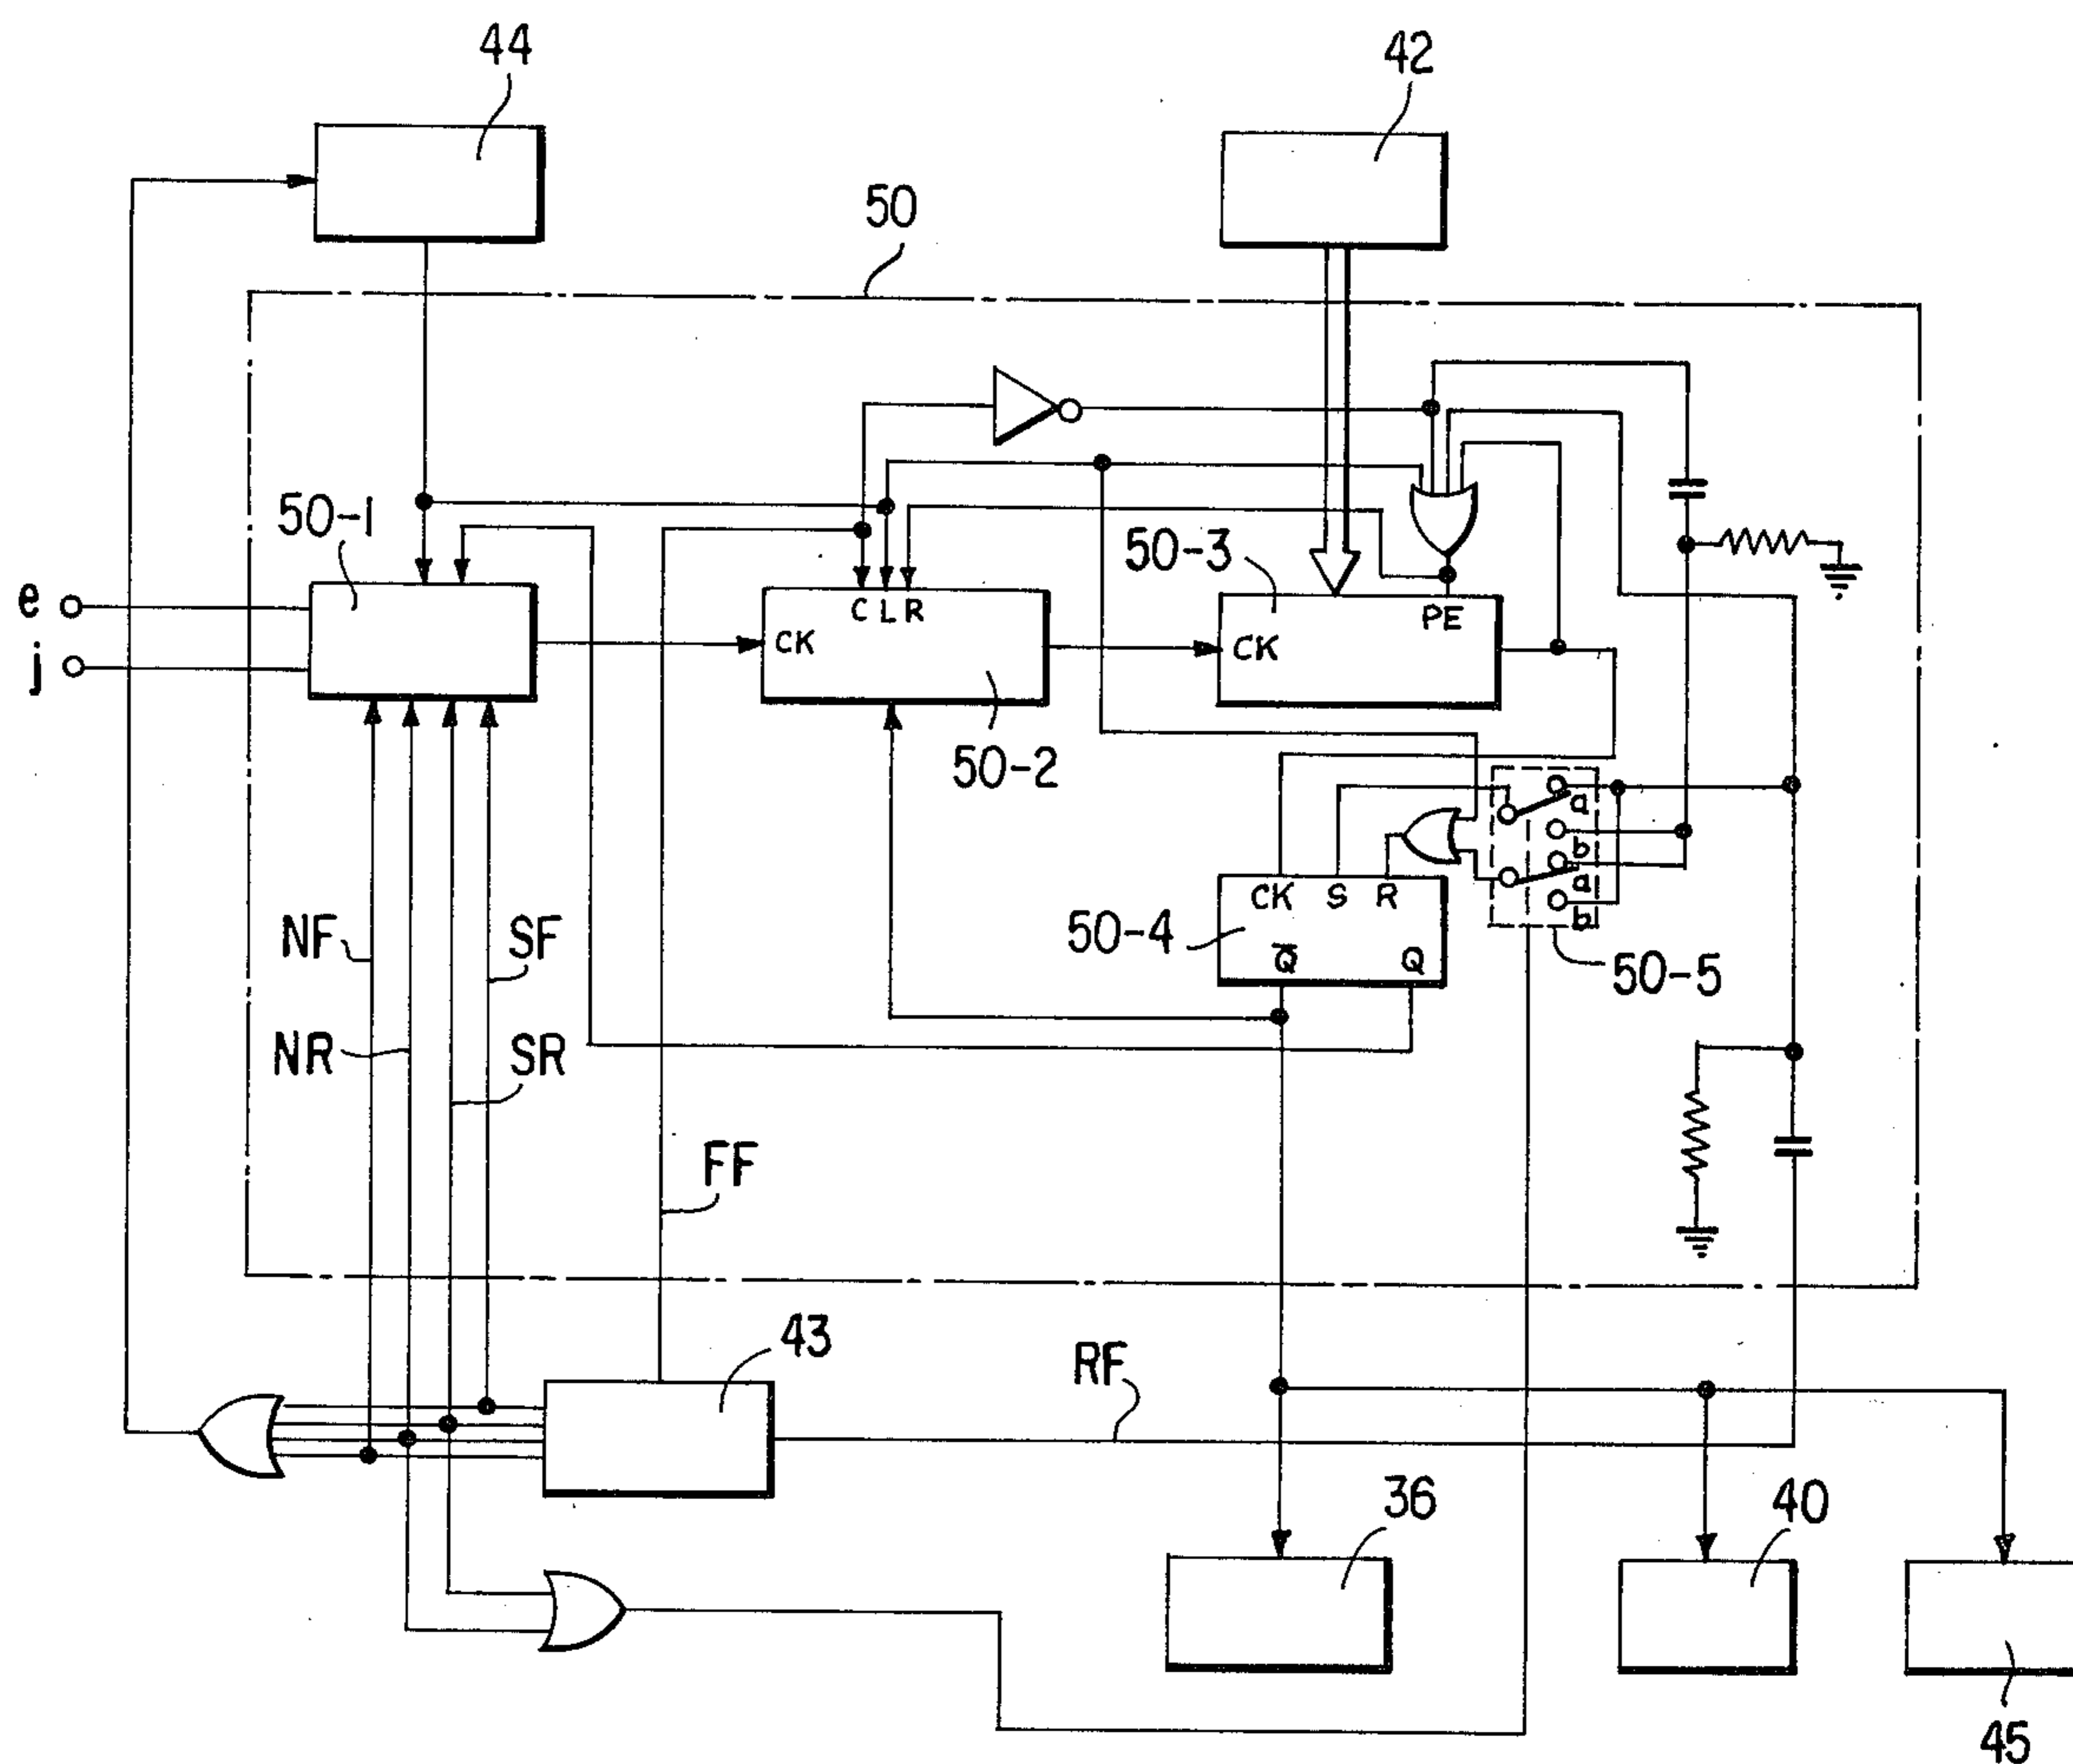 44
42
50
50-1
e
j
C L R
CK
50-2
50-3
PE
CK
a
b
a
b
CK S R
50-4
Q̅ Q
50-5
NF
SF
NR
SR
FF
43
RF
36
40
45